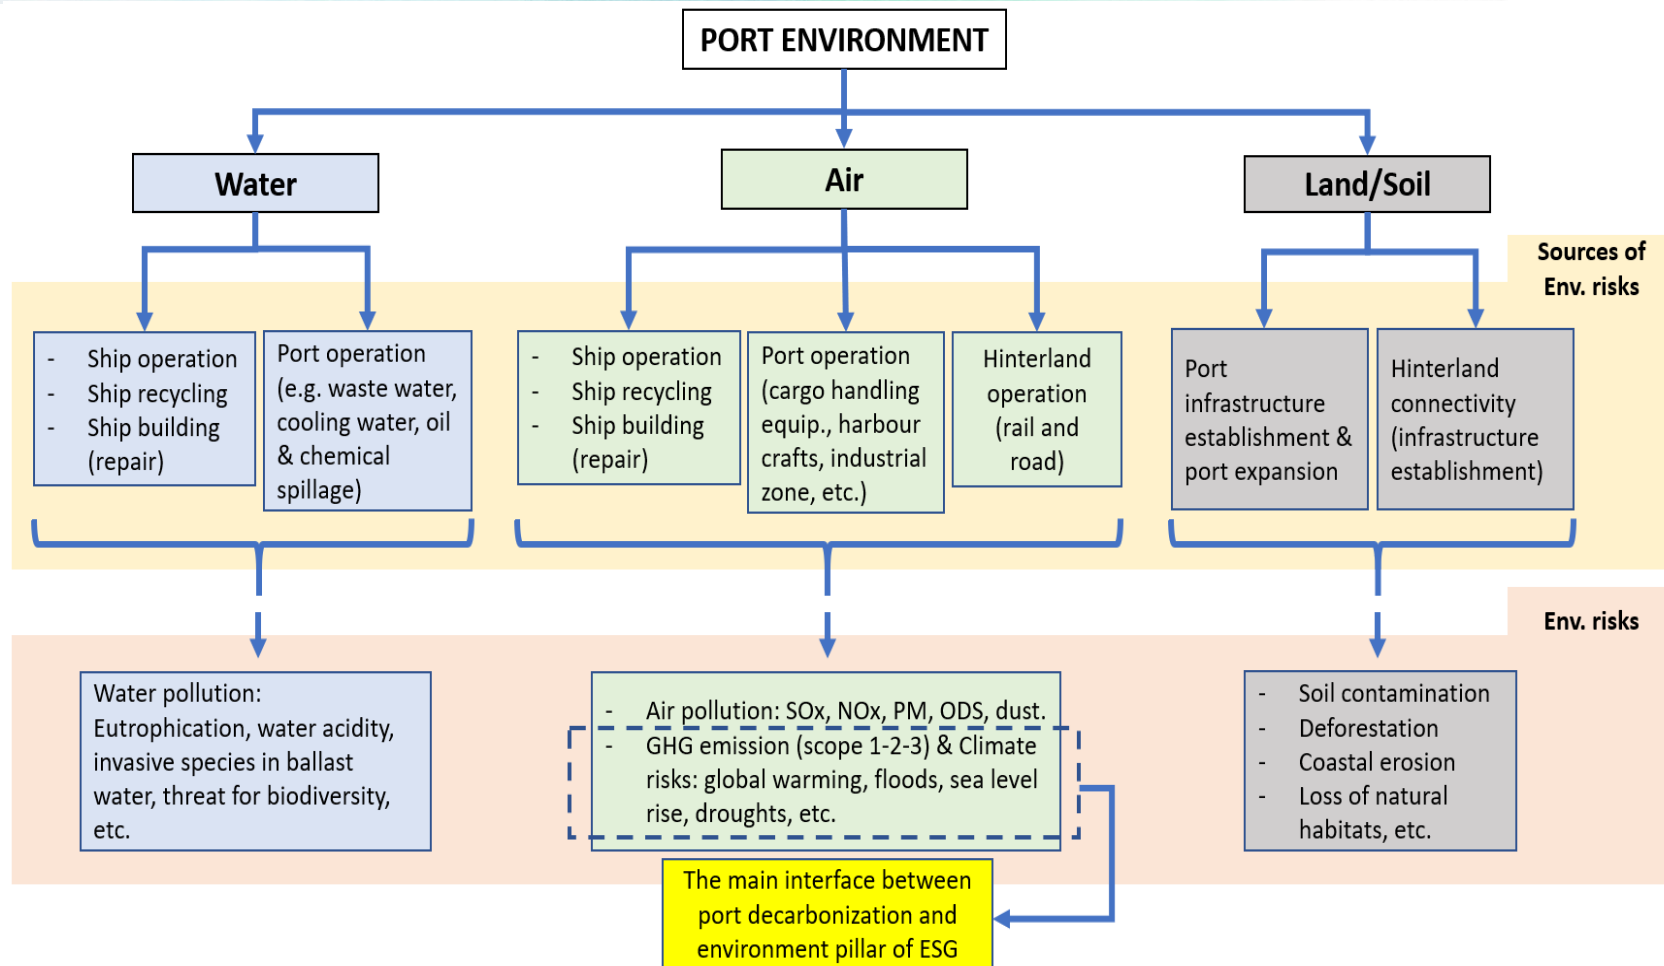 PORT ENVIRONMENT
Water
Air
Land/Soil
Sources of
Env. risks
- Ship operation
- Ship recycling
- Ship building
(repair)
Port operation
(e.g. waste water,
cooling water, oil
& chemical
spillage)
- Ship operation
- Ship recycling
- Ship building
(repair)
Port operation
(cargo handling
equip., harbour
crafts, industrial
zone, etc.)
Hinterland
operation
(rail and
road)
Port
infrastructure
establishment &
port expansion
Hinterland
connectivity
(infrastructure
establishment)
Env. risks
Water pollution:
Eutrophication, water acidity,
invasive species in ballast
water, threat for biodiversity,
etc.
- Air pollution: SOx, NOx, PM, ODS, dust.
- GHG emission (scope 1-2-3) & Climate
risks: global warming, floods, sea level
rise, droughts, etc.
- Soil contamination
- Deforestation
- Coastal erosion
- Loss of natural
habitats, etc.
The main interface between
port decarbonization and
environment pillar of ESG